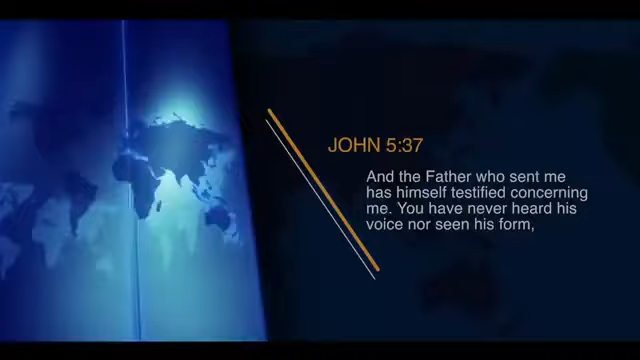 JOHN 5:37
And the Father who sent me
has himself testified concerning
me. You have never heard his
voice nor seen his form,